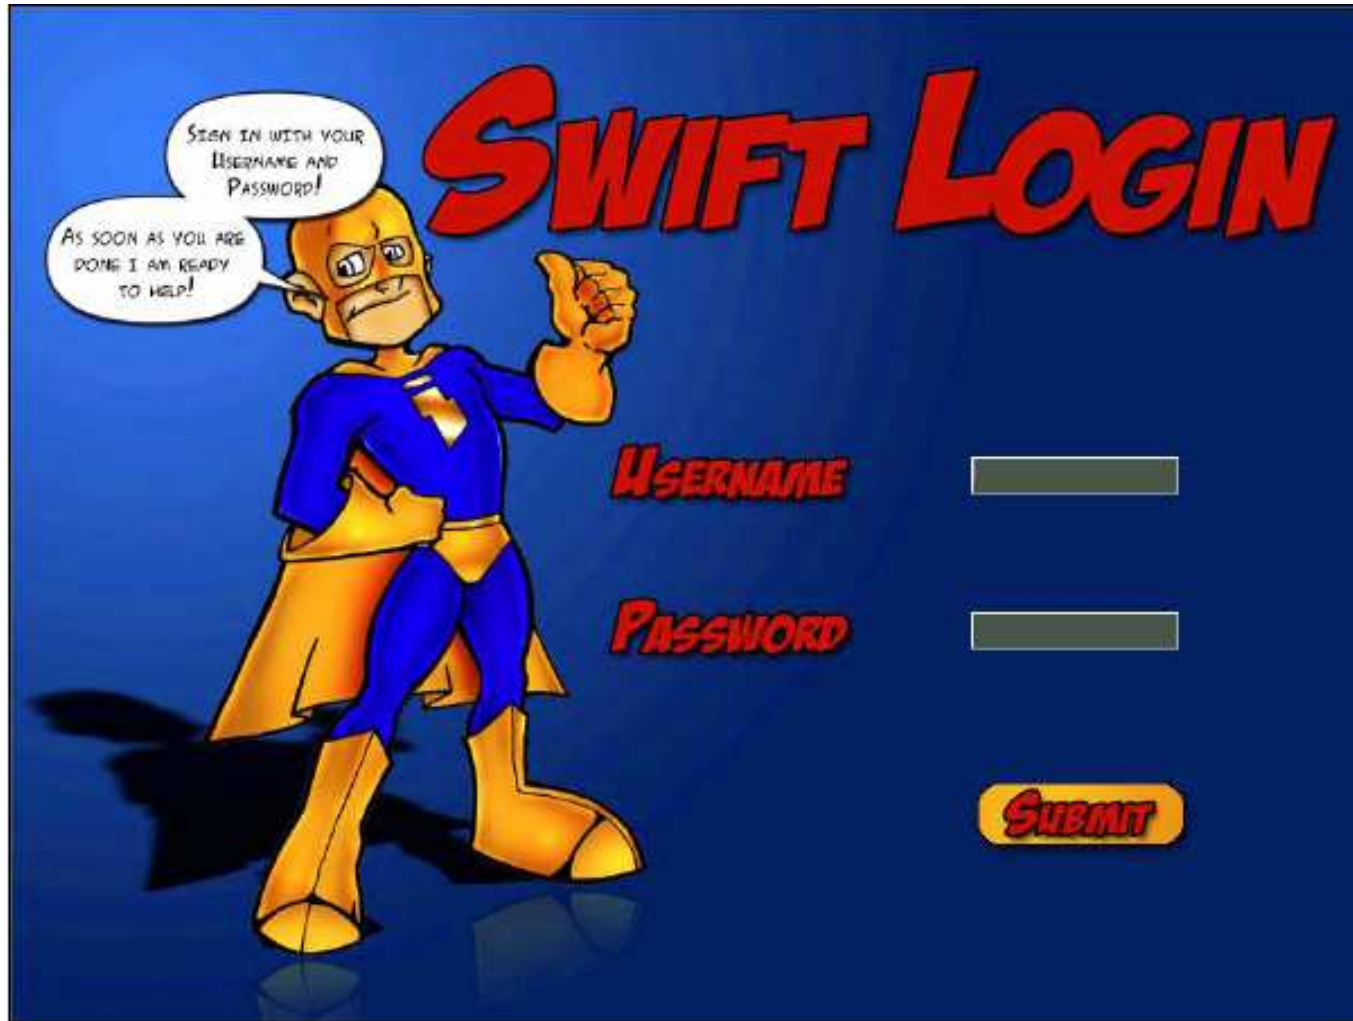 Swift Login
Sign in with your
Username and
Password!
As soon as you are
done I am ready
to help!
Username
Password
Submit